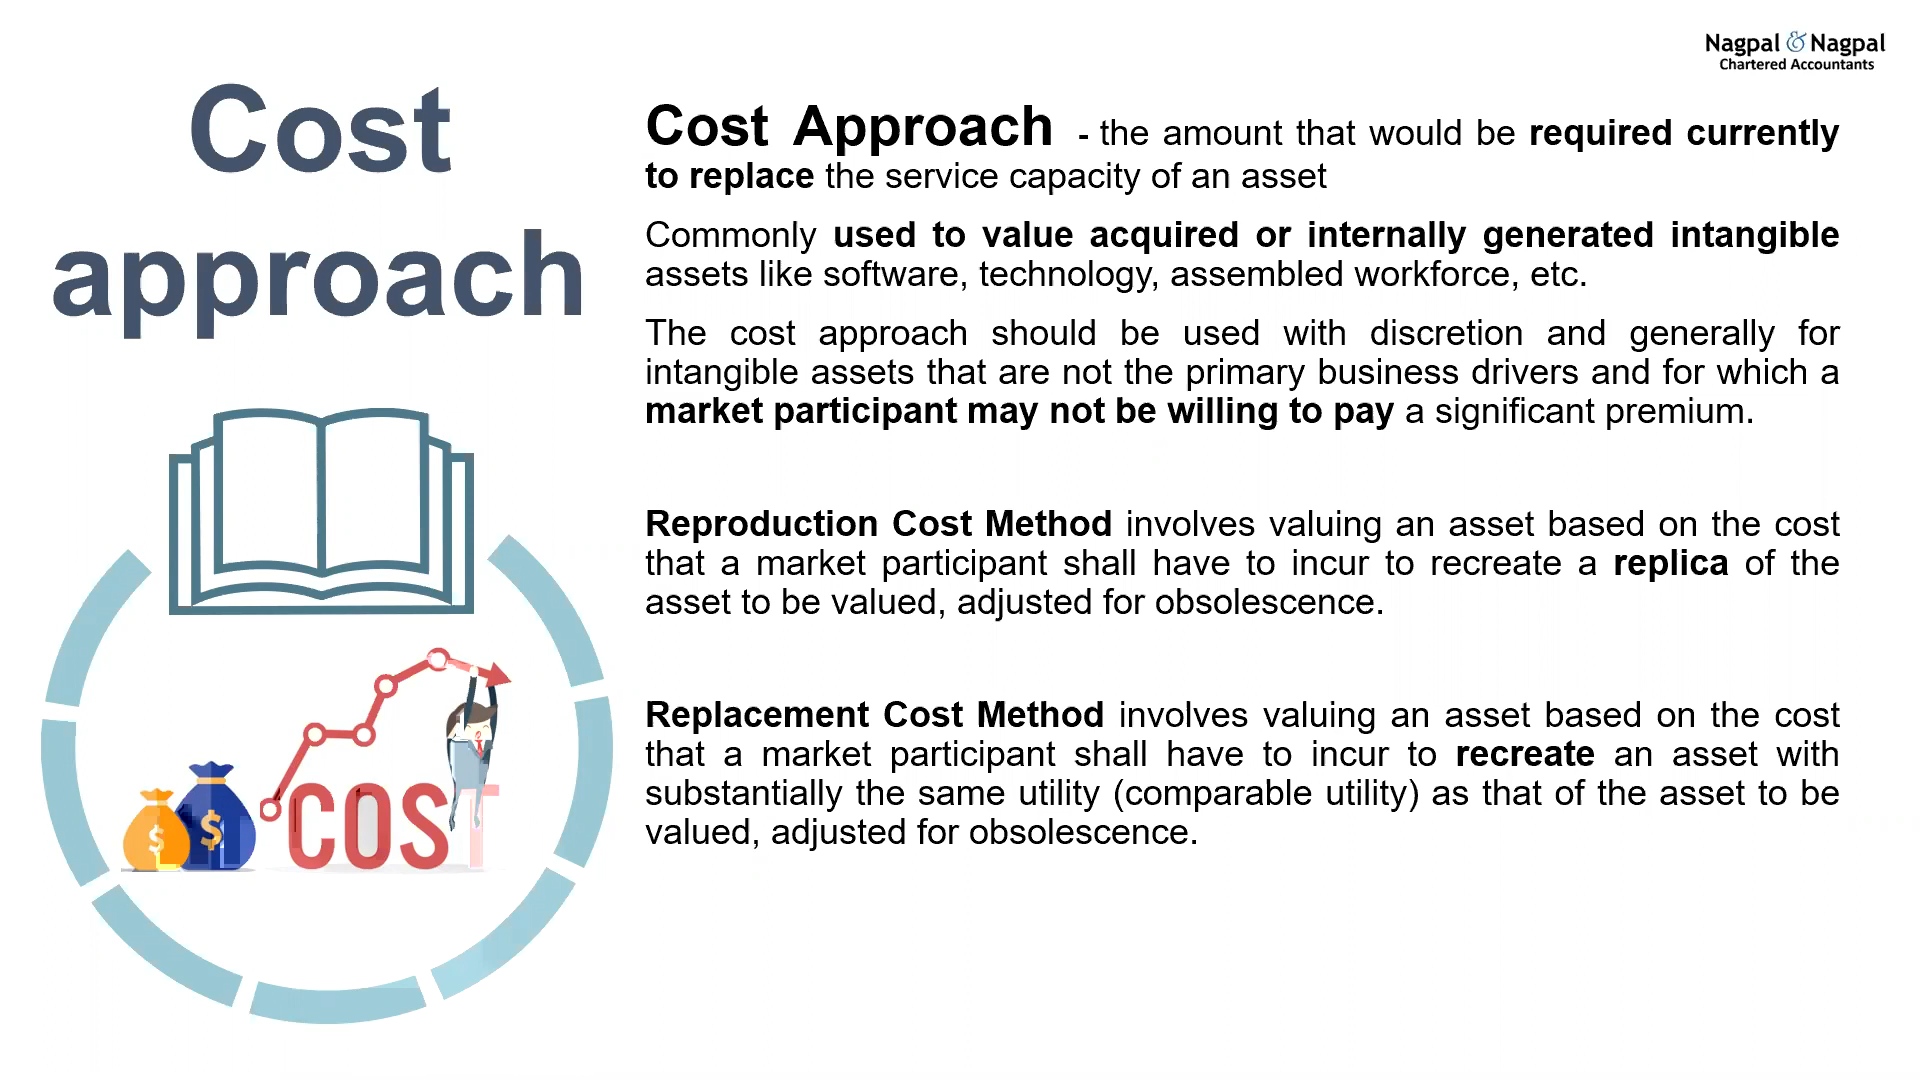 Nagpal & Nagpal
Chartered Accountants
Cost
approach
Cost Approach - the amount that would be required currently
to replace the service capacity of an asset
Commonly used to value acquired or internally generated intangible
assets like software, technology, assembled workforce, etc.
The cost approach should be used with discretion and generally for
intangible assets that are not the primary business drivers and for which a
market participant may not be willing to pay a significant premium.
Reproduction Cost Method involves valuing an asset based on the cost
that a market participant shall have to incur to recreate a replica of the
asset to be valued, adjusted for obsolescence.
Replacement Cost Method involves valuing an asset based on the cost
that a market participant shall have to incur to recreate an asset with
substantially the same utility (comparable utility) as that of the asset to be
valued, adjusted for obsolescence.
$ $ COST